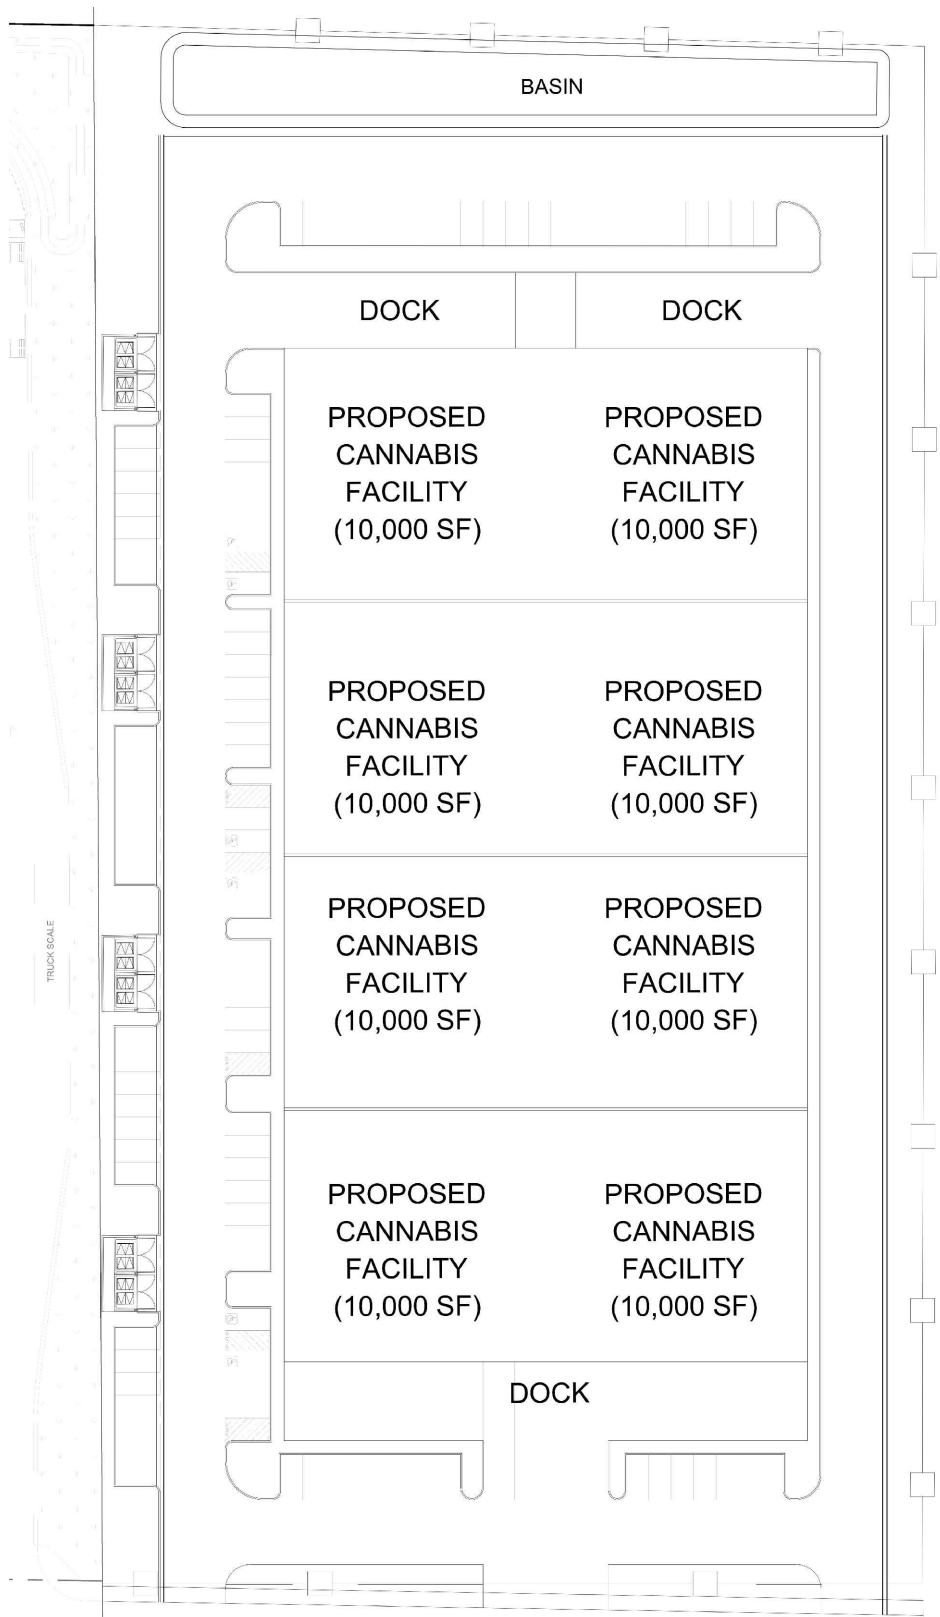 BASIN
DOCK
DOCK
PROPOSED
CANNABIS
FACILITY
(10,000 SF)
PROPOSED
CANNABIS
FACILITY
(10,000 SF)
PROPOSED
CANNABIS
FACILITY
(10,000 SF)
PROPOSED
CANNABIS
FACILITY
(10,000 SF)
TRUCK SCALE
PROPOSED
CANNABIS
FACILITY
(10,000 SF)
PROPOSED
CANNABIS
FACILITY
(10,000 SF)
PROPOSED
CANNABIS
FACILITY
(10,000 SF)
PROPOSED
CANNABIS
FACILITY
(10,000 SF)
DOCK